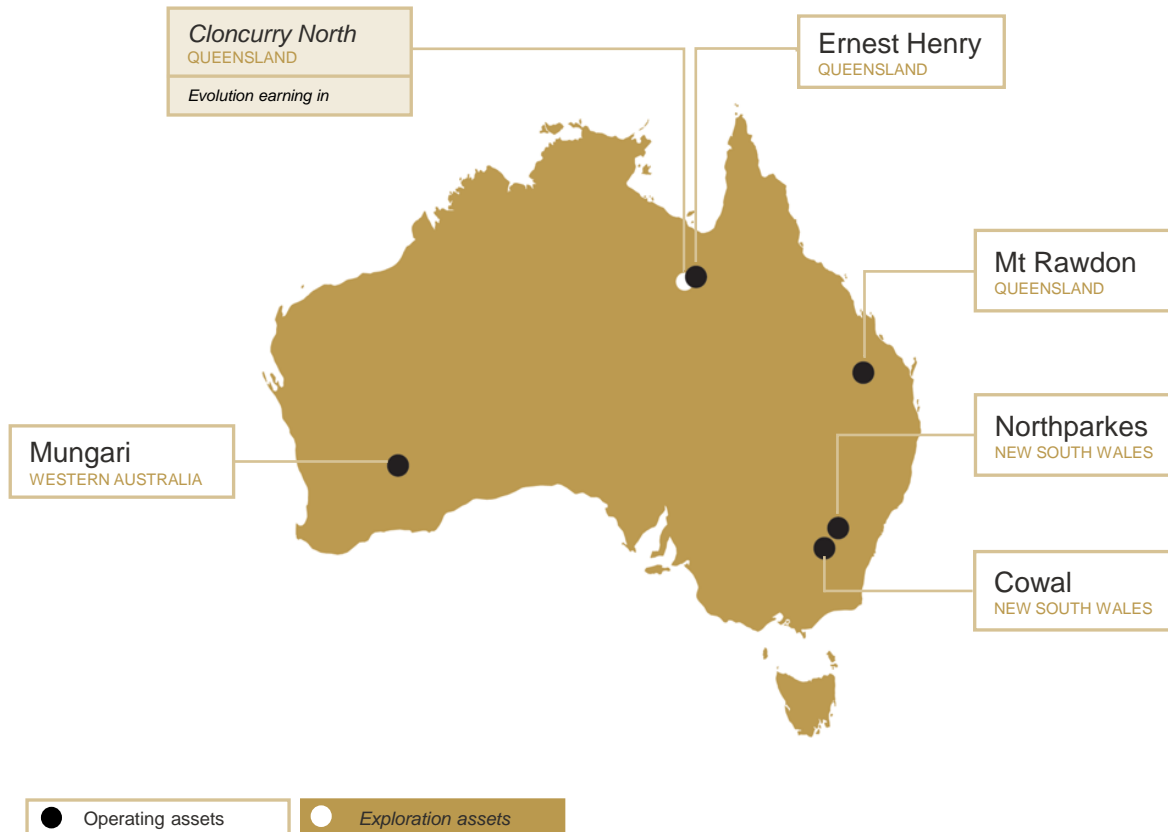 Cloncurry North
QUEENSLAND
Evolution earning in
Ernest Henry
QUEENSLAND
Mt Rawdon
QUEENSLAND
Northparkes
NEW SOUTH WALES
Mungari
WESTERN AUSTRALIA
Cowal
NEW SOUTH WALES
Operating assets
Exploration assets